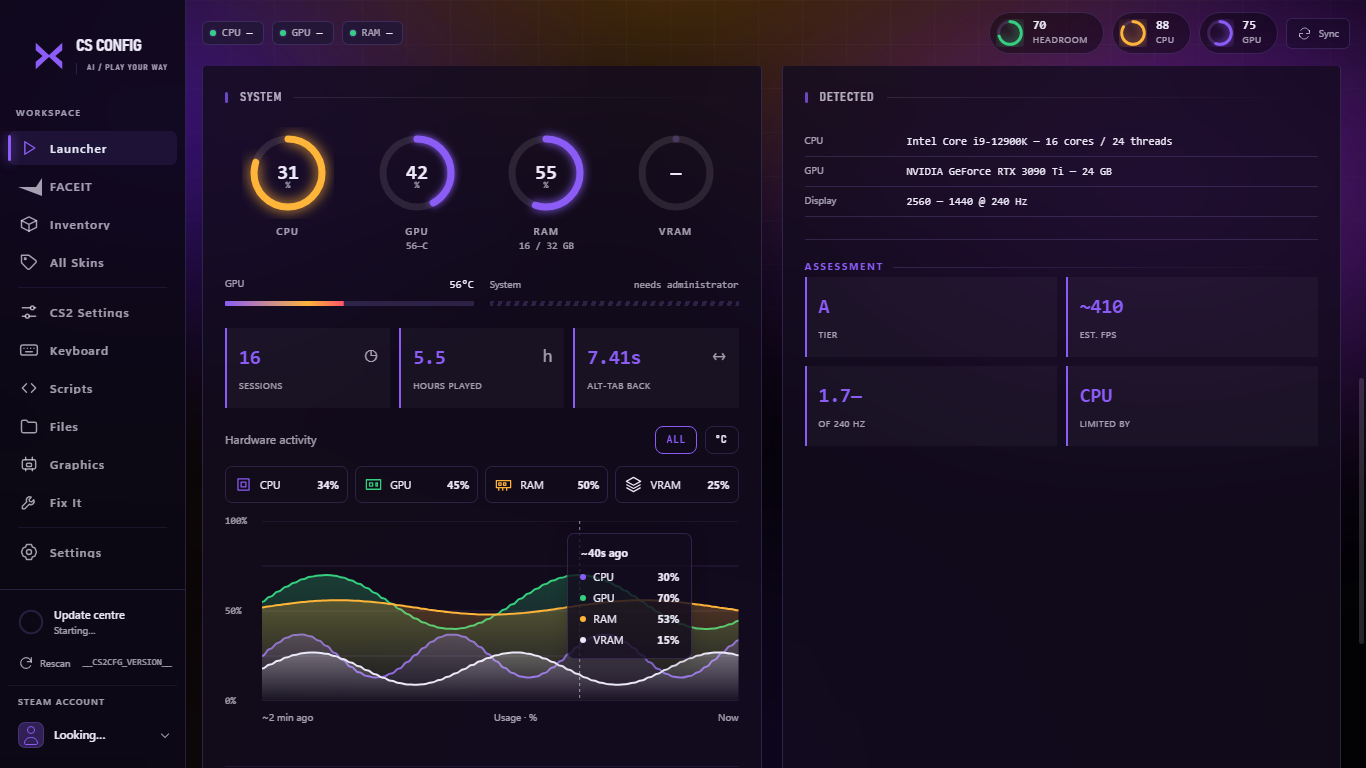 CS CONFIG
AI / PLAY YOUR WAY
WORKSPACE
Launcher
FACEIT
Inventory
All Skins
CS2 Settings
Keyboard
Scripts
Files
Graphics
Fix It
Settings
Update centre
Starting...
Rescan __CS2CFG_VERSION__
STEAM ACCOUNT
Looking...
CPU — GPU — RAM —
70 HEADROOM
88 CPU
75 GPU
Sync
SYSTEM
31 % CPU
42 % GPU 56—C
55 % RAM 16 / 32 GB
— VRAM
GPU 56°C
System needs administrator
16 SESSIONS
5.5 h HOURS PLAYED
7.41s ALT-TAB BACK
Hardware activity ALL °C
CPU 34% GPU 45% RAM 50% VRAM 25%
100%
50%
0%
~40s ago
CPU 30%
GPU 70%
RAM 53%
VRAM 15%
~2 min ago Usage · % Now
DETECTED
CPU Intel Core i9-12900K — 16 cores / 24 threads
GPU NVIDIA GeForce RTX 3090 Ti — 24 GB
Display 2560 — 1440 @ 240 Hz
ASSESSMENT
A
TIER
~410
EST. FPS
1.7—
OF 240 HZ
CPU
LIMITED BY